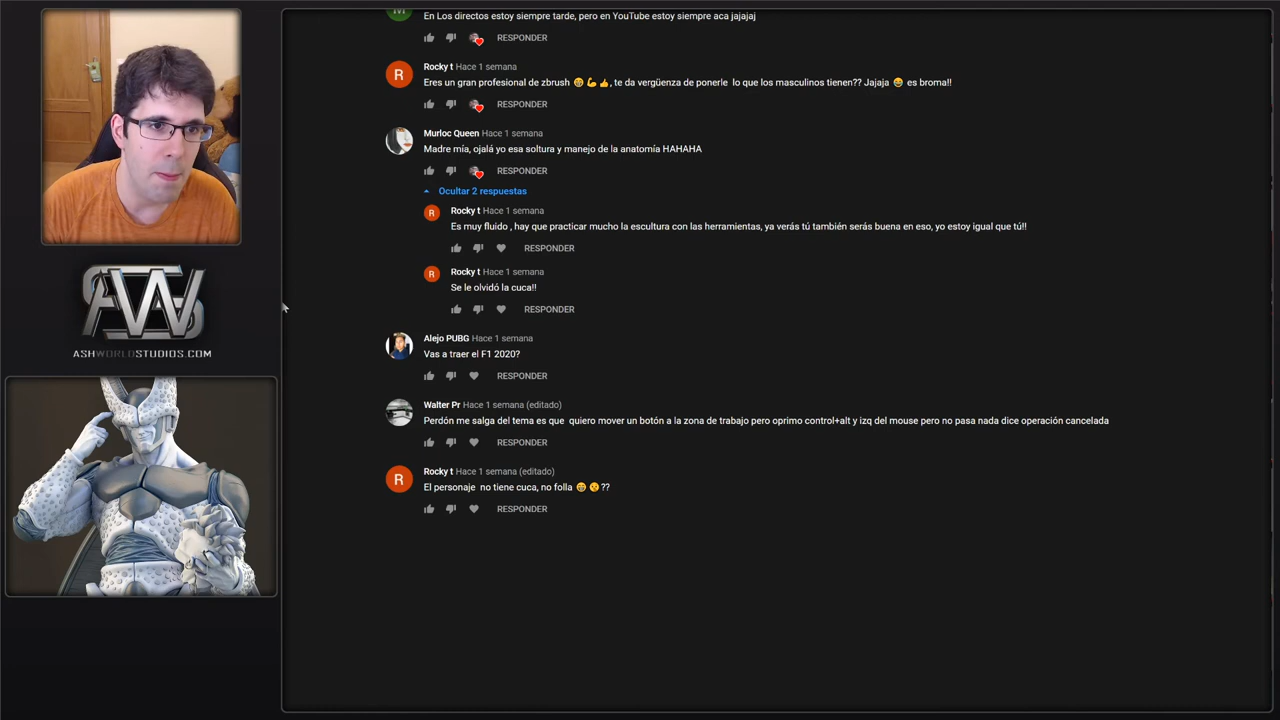 En Los directos estoy siempre tarde, pero en YouTube estoy siempre aca jajajaj
RESPONDER
Rocky t Hace 1 semana
Eres un gran profesional de zbrush 😁💪👍, te da vergüenza de ponerle lo que los masculinos tienen?? Jajaja 😄 es broma!!
RESPONDER
Murloc Queen Hace 1 semana
Madre mía, ojalá yo esa soltura y manejo de la anatomía HAHAHA
RESPONDER
Ocultar 2 respuestas
Rocky t Hace 1 semana
Es muy fluido , hay que practicar mucho la escultura con las herramientas, ya verás tú también serás buena en eso, yo estoy igual que tú!!
RESPONDER
Rocky t Hace 1 semana
Se le olvidó la cuca!!
RESPONDER
Alejo PUBG Hace 1 semana
Vas a traer el F1 2020?
RESPONDER
Walter Pr Hace 1 semana (editado)
Perdón me salga del tema es que quiero mover un botón a la zona de trabajo pero oprimo control+alt y izq del mouse pero no pasa nada dice operación cancelada
RESPONDER
Rocky t Hace 1 semana (editado)
El personaje no tiene cuca, no folla 😁😯??
RESPONDER
R
R
R
R
ASHWORLDSTUDIOS.COM